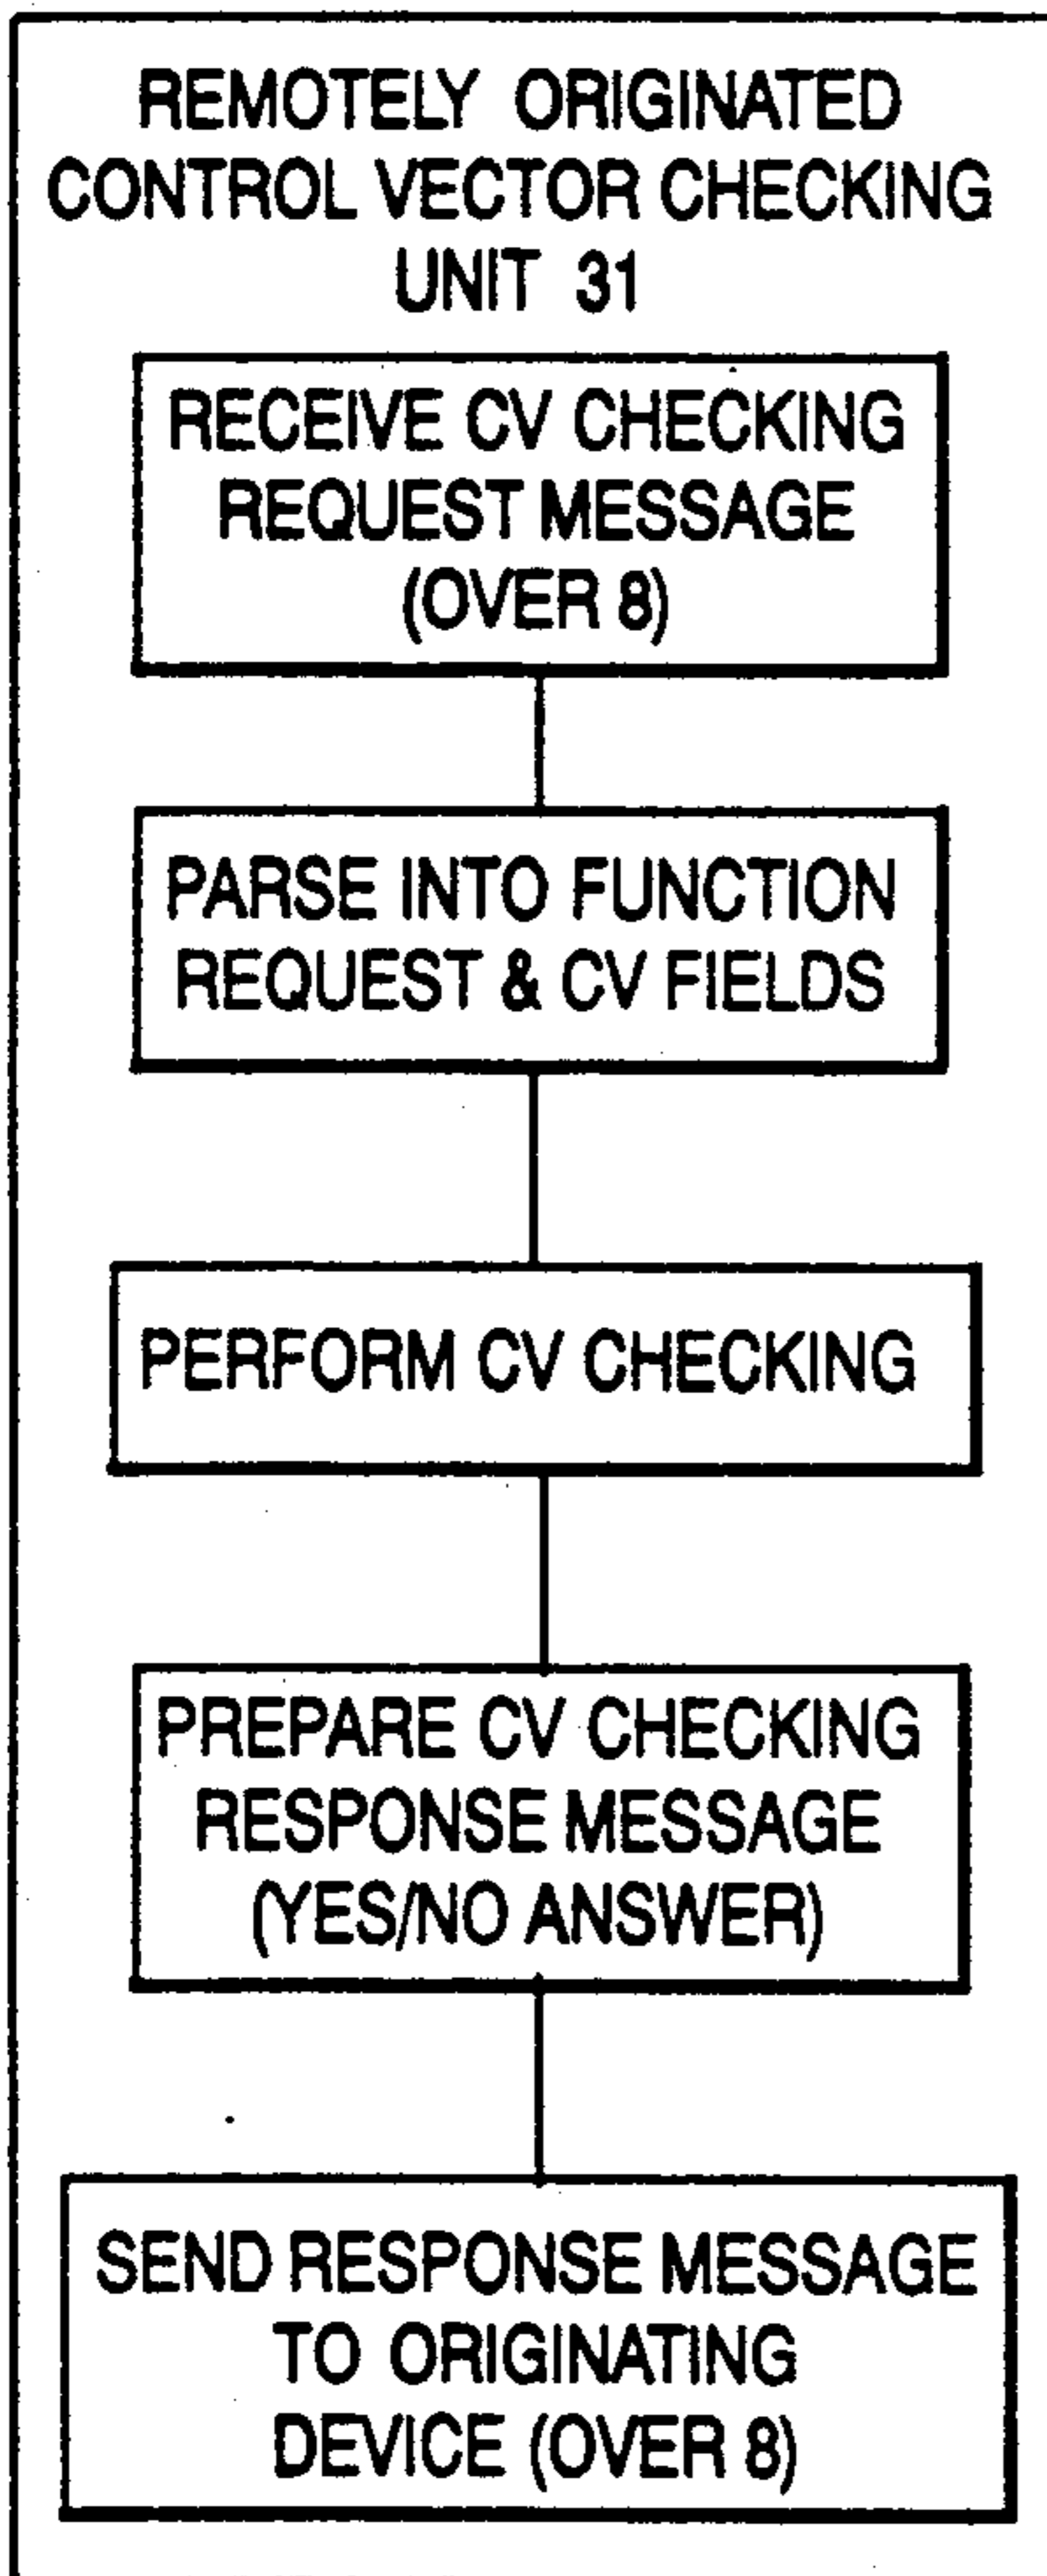 REMOTELY ORIGINATED
CONTROL VECTOR CHECKING
UNIT 31
RECEIVE CV CHECKING
REQUEST MESSAGE
(OVER 8)
PARSE INTO FUNCTION
REQUEST & CV FIELDS
PERFORM CV CHECKING
PREPARE CV CHECKING
RESPONSE MESSAGE
(YES/NO ANSWER)
SEND RESPONSE MESSAGE
TO ORIGINATING
DEVICE (OVER 8)